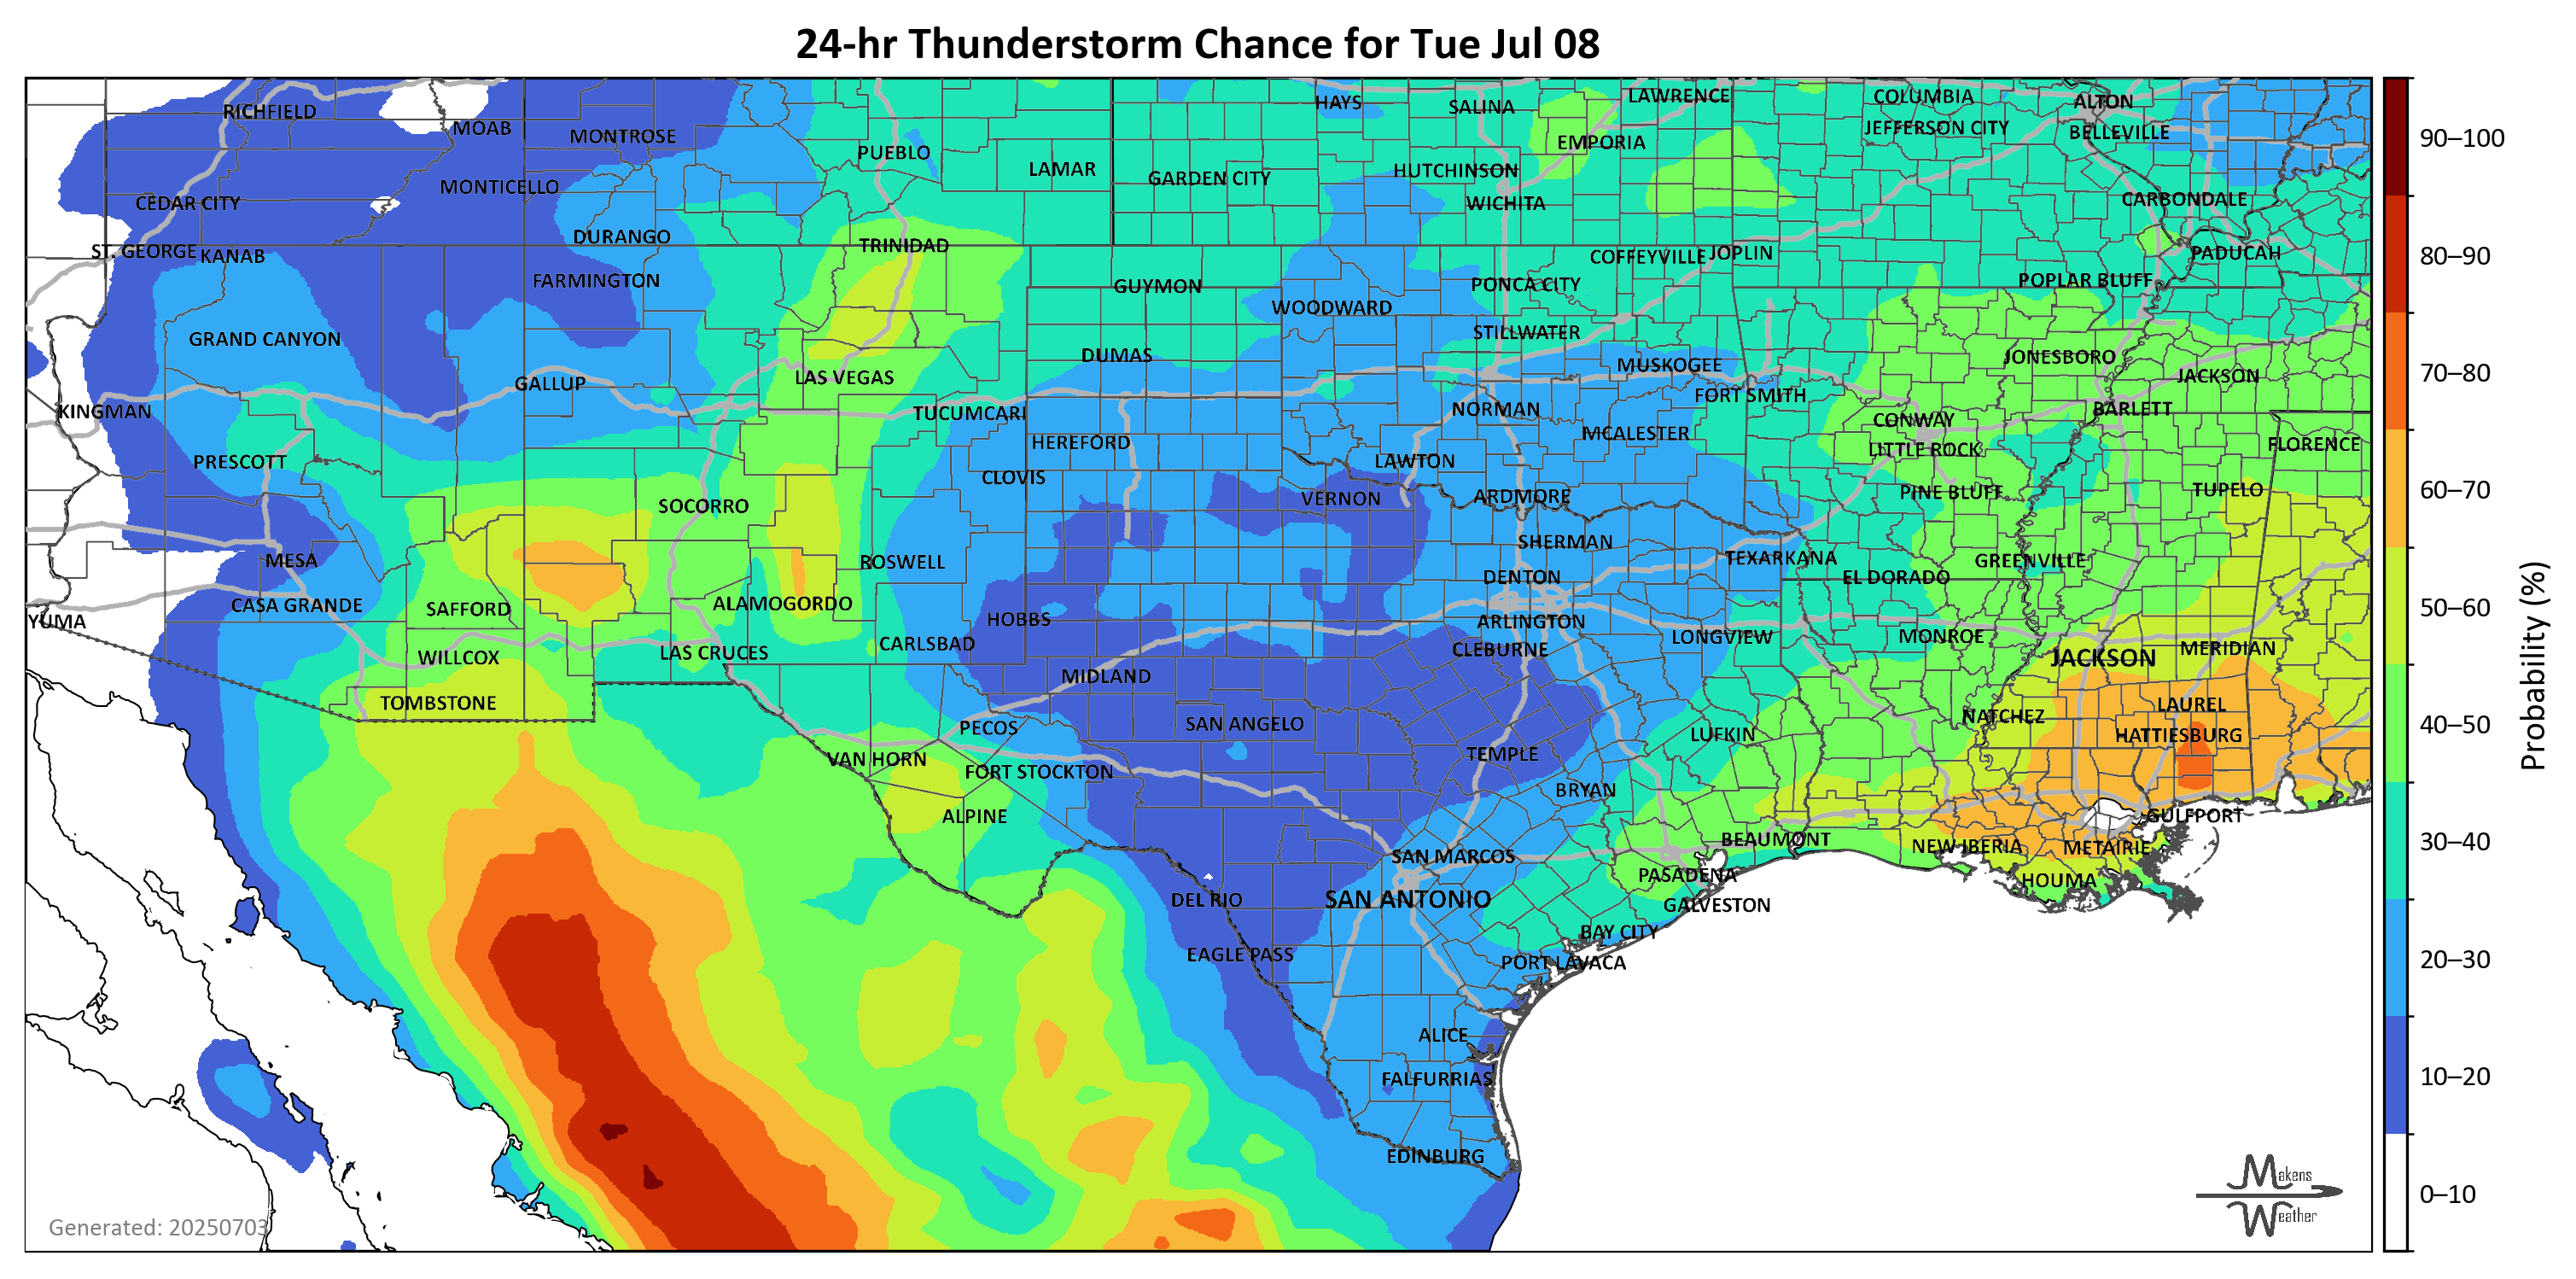 24-hr Thunderstorm Chance for Tue Jul 08
RICHFIELD
MOAB
MONTROSE
PUEBLO
LAMAR
GARDEN CITY
HAYS
SALINA
LAWRENCE
EMPORIA
HUTCHINSON
WICHITA
COLUMBIA
JEFFERSON CITY
ALTON
BELLEVILLE
CARBONDALE
PADUCAH
CEDAR CITY
MONTICELLO
ST. GEORGE
KANAB
DURANGO
FARMINGTON
TRINIDAD
GUYMON
WOODWARD
PONCA CITY
COFFEYVILLE
JOPLIN
POPLAR BLUFF
GRAND CANYON
GALLUP
LAS VEGAS
DUMAS
STILLWATER
MUSKOGEE
FORT SMITH
JONESBORO
JACKSON
KINGMAN
TUCUMCARI
HEREFORD
NORMAN
MCALESTER
CONWAY
LITTLE ROCK
BARLETT
FLORENCE
PRESCOTT
SOCORRO
CLOVIS
LAWTON
VERNON
ARDMORE
PINE BLUFF
TUPELO
MESA
ROSWELL
SHERMAN
TEXARKANA
DENTON
EL DORADO
GREENVILLE
CASA GRANDE
SAFFORD
ALAMOGORDO
HOBBS
ARLINGTON
YUMA
WILLCOX
LAS CRUCES
CARLSBAD
CLEBURNE
LONGVIEW
MONROE
JACKSON
MERIDIAN
TOMBSTONE
MIDLAND
SAN ANGELO
PECOS
TEMPLE
LUFKIN
NATCHEZ
LAUREL
HATTIESBURG
VAN HORN
FORT STOCKTON
ALPINE
BRYAN
BEAUMONT
NEW IBERIA
METAIRIE
GULFPORT
HOUMA
SAN MARCOS
PASADENA
GALVESTON
DEL RIO
SAN ANTONIO
BAY CITY
EAGLE PASS
PORT LAVACA
ALICE
FALFURRIAS
EDINBURG
Generated: 20250703
Makens
Weather
90–100
80–90
70–80
60–70
50–60
40–50
30–40
20–30
10–20
0–10
Probability (%)